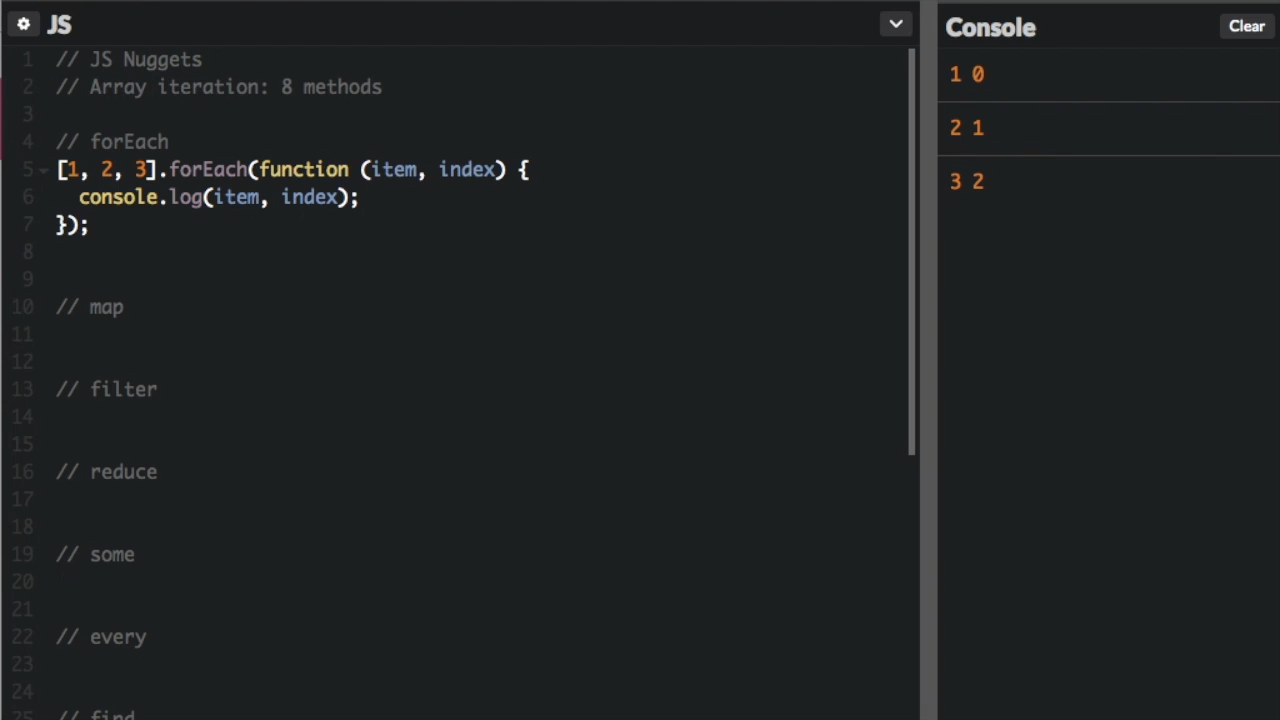 JS
1 // JS Nuggets
2 // Array iteration: 8 methods
3
4 // forEach
5 [1, 2, 3].forEach(function (item, index) {
6 console.log(item, index);
7 });
8
9
10 // map
11
12
13 // filter
14
15
16 // reduce
17
18
19 // some
20
21
22 // every
23
24
25 // find
Console Clear
1 0
2 1
3 2